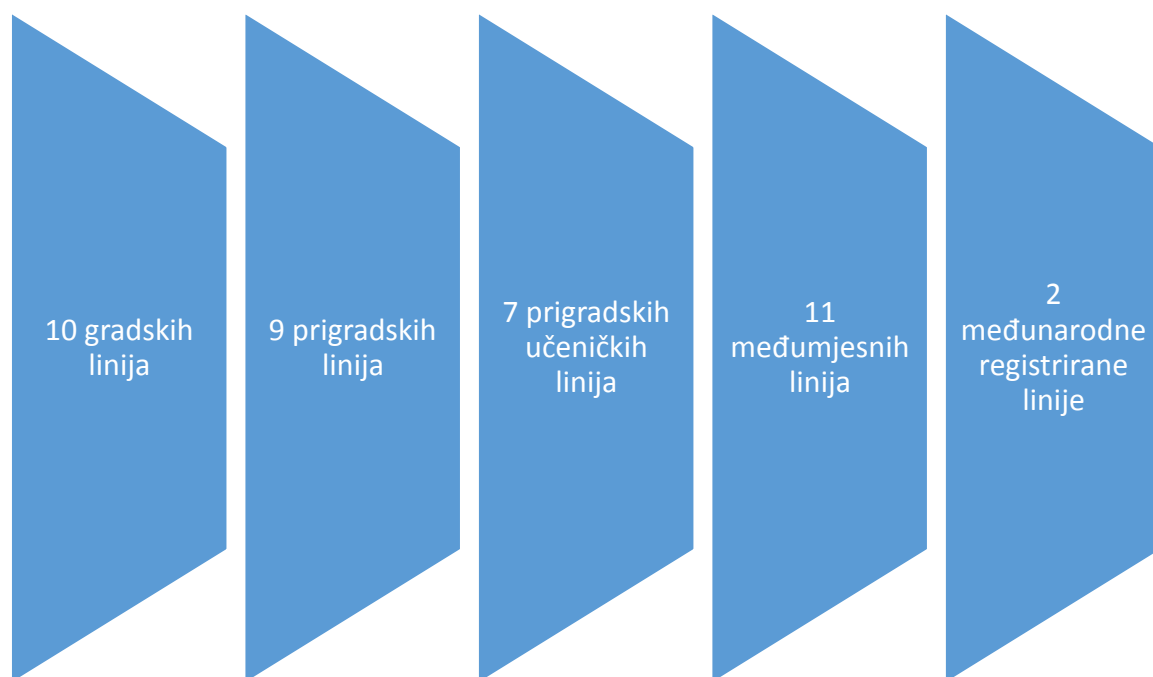 10 gradskih
linija
9 prigradskih
linija
7 prigradskih
učeničkih
linija
11
međumjesnih
linija
2
međunarodne
registrirane
linije